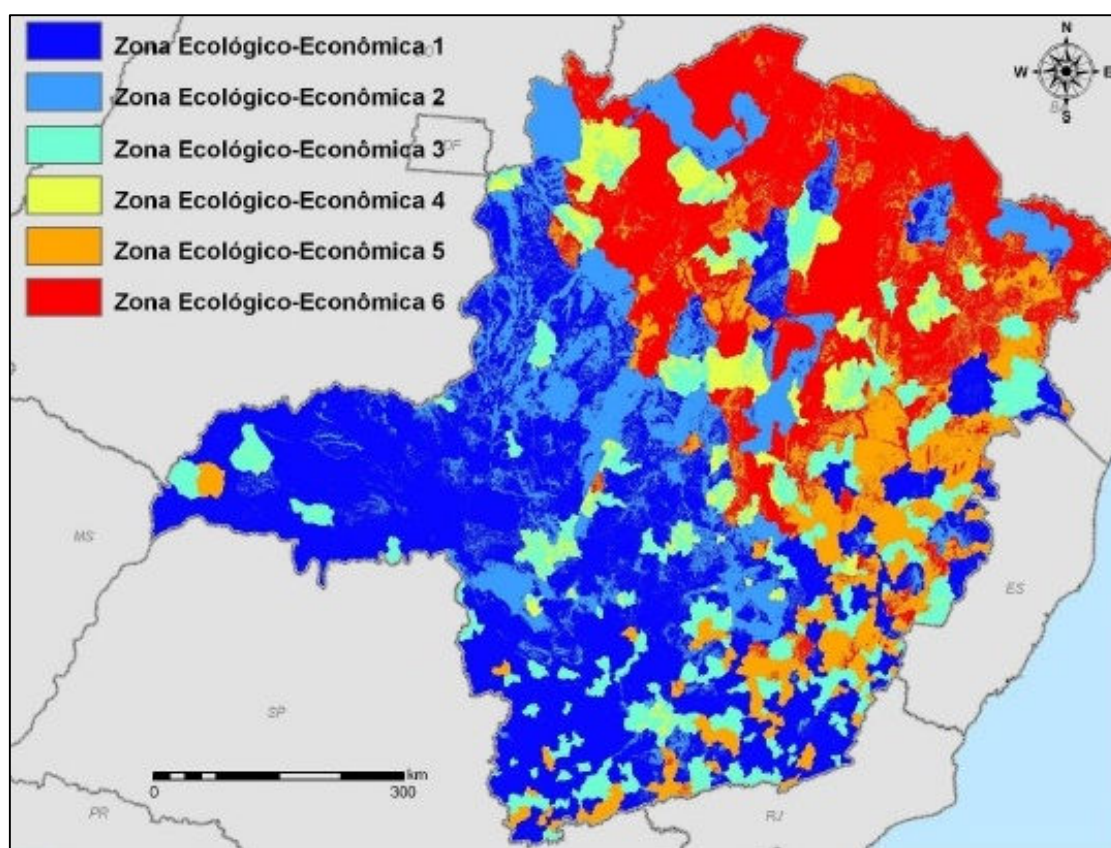 Zona Ecológico-Econômica 1
Zona Ecológico-Econômica 2
Zona Ecológico-Econômica 3
Zona Ecológico-Econômica 4
Zona Ecológico-Econômica 5
Zona Ecológico-Econômica 6
N
W
E
S
BA
DF
MS
ES
SP
km
0
300
PR
RJ